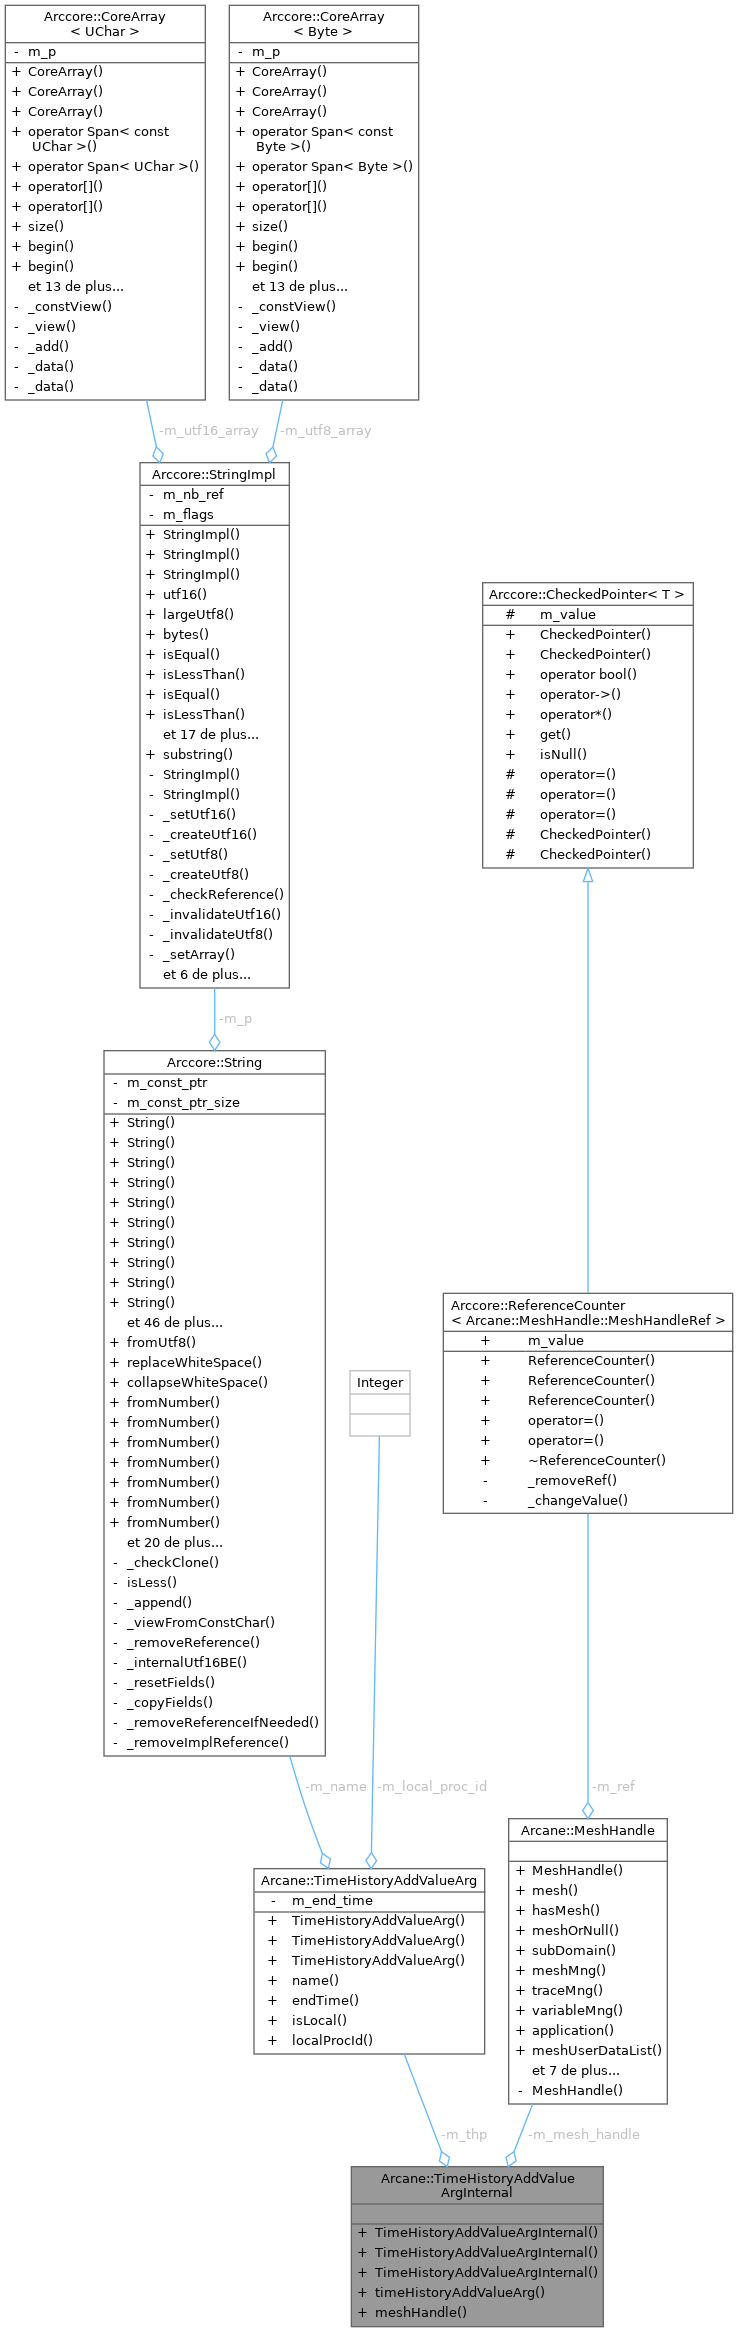 Arccore::CoreArray
< UChar >
- m_p
+ CoreArray()
+ CoreArray()
+ CoreArray()
+ operator Span< const
UChar >()
+ operator Span< UChar >()
+ operator[]()
+ operator[]()
+ size()
+ begin()
+ begin()
et 13 de plus...
- _constView()
- _view()
- _add()
- _data()
- _data()
Arccore::CoreArray
< Byte >
- m_p
+ CoreArray()
+ CoreArray()
+ CoreArray()
+ operator Span< const
Byte >()
+ operator Span< Byte >()
+ operator[]()
+ operator[]()
+ size()
+ begin()
+ begin()
et 13 de plus...
- _constView()
- _view()
- _add()
- _data()
- _data()
-m_utf16_array
-m_utf8_array
Arccore::StringImpl
- m_nb_ref
- m_flags
+ StringImpl()
+ StringImpl()
+ StringImpl()
+ utf16()
+ largeUtf8()
+ bytes()
+ isEqual()
+ isLessThan()
+ isEqual()
+ isLessThan()
et 17 de plus...
+ substring()
- StringImpl()
- StringImpl()
- _setUtf16()
- _createUtf16()
- _setUtf8()
- _createUtf8()
- _checkReference()
- _invalidateUtf16()
- _invalidateUtf8()
- _setArray()
et 6 de plus...
Arccore::CheckedPointer< T >
# m_value
+ CheckedPointer()
+ CheckedPointer()
+ operator bool()
+ operator->()
+ operator*()
+ get()
+ isNull()
# operator=()
# operator=()
# operator=()
# CheckedPointer()
# CheckedPointer()
-m_p
Arccore::String
- m_const_ptr
- m_const_ptr_size
+ String()
+ String()
+ String()
+ String()
+ String()
+ String()
+ String()
+ String()
+ String()
+ String()
et 46 de plus...
+ fromUtf8()
+ replaceWhiteSpace()
+ collapseWhiteSpace()
+ fromNumber()
+ fromNumber()
+ fromNumber()
+ fromNumber()
+ fromNumber()
+ fromNumber()
+ fromNumber()
et 20 de plus...
- _checkClone()
- isLess()
- _append()
- _viewFromConstChar()
- _removeReference()
- _internalUtf16BE()
- _resetFields()
- _copyFields()
- _removeReferenceIfNeeded()
- _removeImplReference()
Integer
Arccore::ReferenceCounter
< Arcane::MeshHandle::MeshHandleRef >
+ m_value
+ ReferenceCounter()
+ ReferenceCounter()
+ ReferenceCounter()
+ operator=()
+ operator=()
+ ~ReferenceCounter()
- _removeRef()
- _changeValue()
-m_name
-m_local_proc_id
-m_ref
Arcane::TimeHistoryAddValueArg
- m_end_time
+ TimeHistoryAddValueArg()
+ TimeHistoryAddValueArg()
+ TimeHistoryAddValueArg()
+ name()
+ endTime()
+ isLocal()
+ localProcId()
Arcane::MeshHandle
+ MeshHandle()
+ mesh()
+ hasMesh()
+ meshOrNull()
+ subDomain()
+ meshMng()
+ traceMng()
+ variableMng()
+ application()
+ meshUserDataList()
et 7 de plus...
- MeshHandle()
-m_thp
-m_mesh_handle
Arcane::TimeHistoryAddValue
ArgInternal
+ TimeHistoryAddValueArgInternal()
+ TimeHistoryAddValueArgInternal()
+ TimeHistoryAddValueArgInternal()
+ timeHistoryAddValueArg()
+ meshHandle()